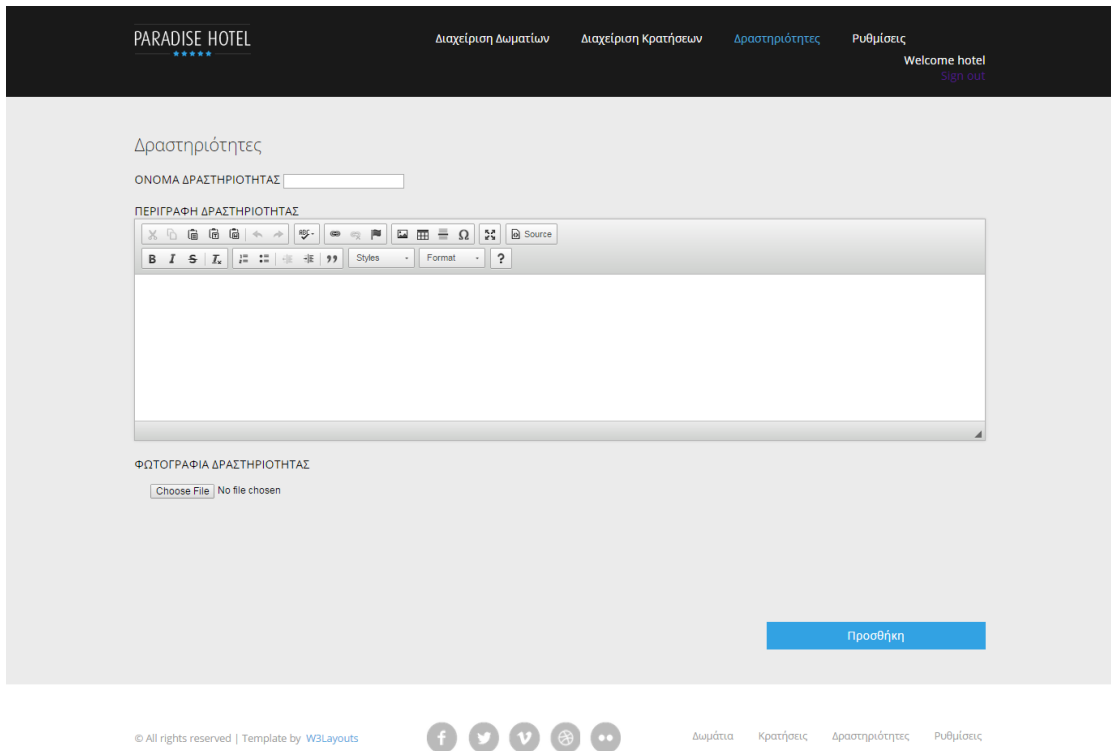 PARADISE HOTEL
Διαχείριση Δωματίων Διαχείριση Κρατήσεων Δραστηριότητες Ρυθμίσεις
Welcome hotel
Sign out
Δραστηριότητες
ΟΝΟΜΑ ΔΡΑΣΤΗΡΙΟΤΗΤΑΣ
ΠΕΡΙΓΡΑΦΗ ΔΡΑΣΤΗΡΙΟΤΗΤΑΣ
Source
B I S Tx Styles Format ?
ΦΩΤΟΓΡΑΦΙΑ ΔΡΑΣΤΗΡΙΟΤΗΤΑΣ
Choose File No file chosen
Προσθήκη
© All rights reserved | Template by W3Layouts Δωμάτια Κρατήσεις Δραστηριότητες Ρυθμίσεις